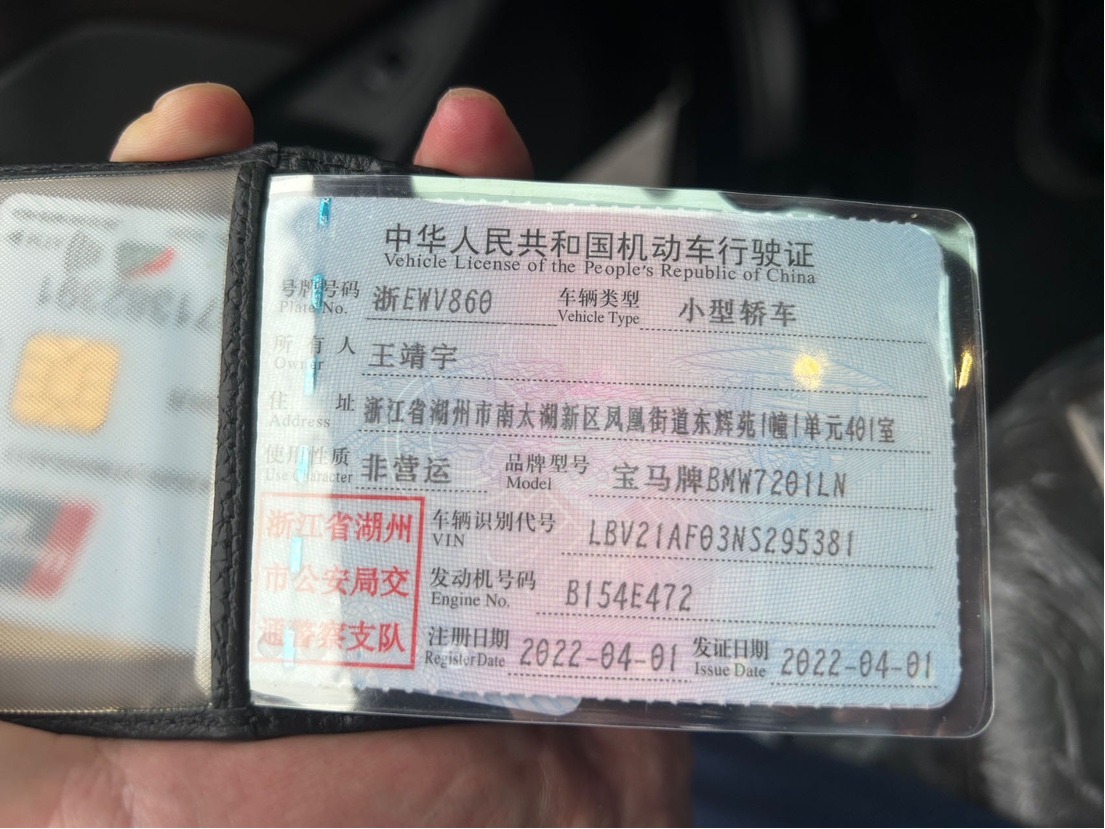 中华人民共和国机动车行驶证
Vehicle License of the People's Republic of China
号牌号码 浙EWV860 车辆类型 小型轿车
Plate No. Vehicle Type
所有人 王靖宇
Owner
住址 浙江省湖州市南太湖新区凤凰街道东辉苑1幢1单元401室
Address
使用性质 非营运 品牌型号 宝马牌BMW7201LN
Use Character Model
浙江省湖州
市公安局交
通警察支队
车辆识别代号 LBV21AF03NS295381
VIN
发动机号码 B154E472
Engine No.
注册日期 2022-04-01 发证日期 2022-04-01
Register Date Issue Date